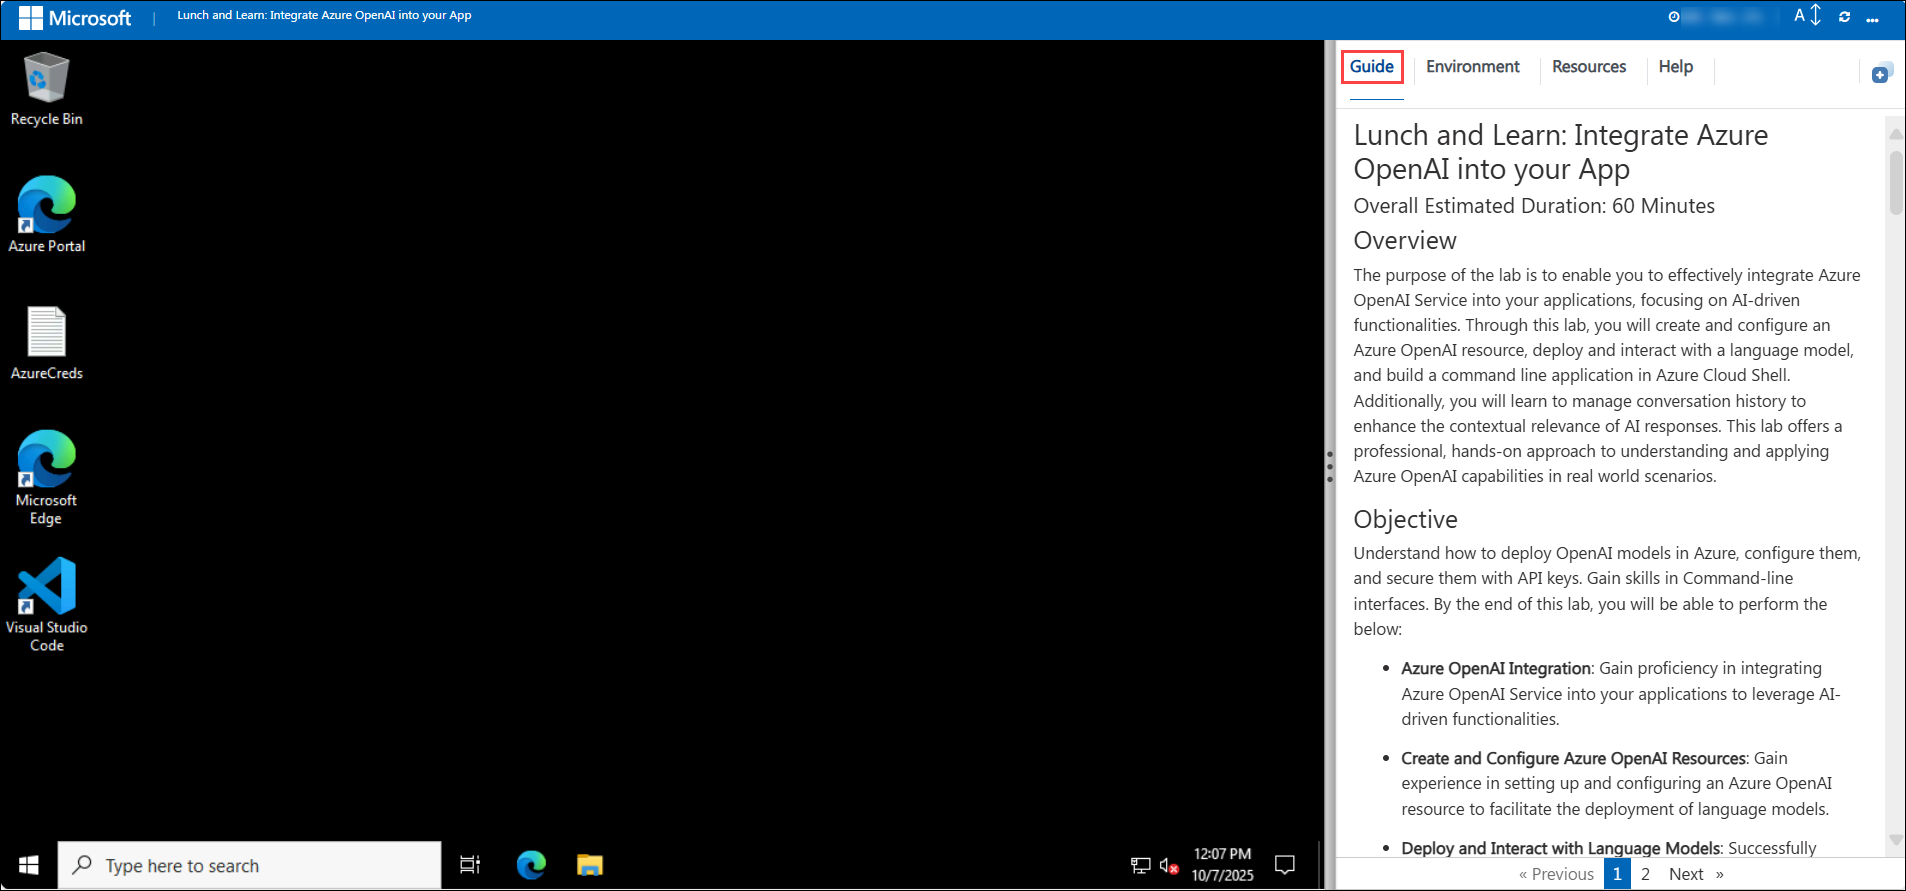 Microsoft | Lunch and Learn: Integrate Azure OpenAI into your App
A
Recycle Bin
Azure Portal
AzureCreds
Microsoft
Edge
Visual Studio
Code
Type here to search
12:07 PM
10/7/2025
Guide
Environment
Resources
Help
Lunch and Learn: Integrate Azure
OpenAI into your App
Overall Estimated Duration: 60 Minutes
Overview
The purpose of the lab is to enable you to effectively integrate Azure
OpenAI Service into your applications, focusing on AI-driven
functionalities. Through this lab, you will create and configure an
Azure OpenAI resource, deploy and interact with a language model,
and build a command line application in Azure Cloud Shell.
Additionally, you will learn to manage conversation history to
enhance the contextual relevance of AI responses. This lab offers a
professional, hands-on approach to understanding and applying
Azure OpenAI capabilities in real world scenarios.
Objective
Understand how to deploy OpenAI models in Azure, configure them,
and secure them with API keys. Gain skills in Command-line
interfaces. By the end of this lab, you will be able to perform the
below:
• Azure OpenAI Integration: Gain proficiency in integrating
Azure OpenAI Service into your applications to leverage AI-
driven functionalities.
• Create and Configure Azure OpenAI Resources: Gain
experience in setting up and configuring an Azure OpenAI
resource to facilitate the deployment of language models.
• Deploy and Interact with Language Models: Successfully
« Previous 1 2 Next »